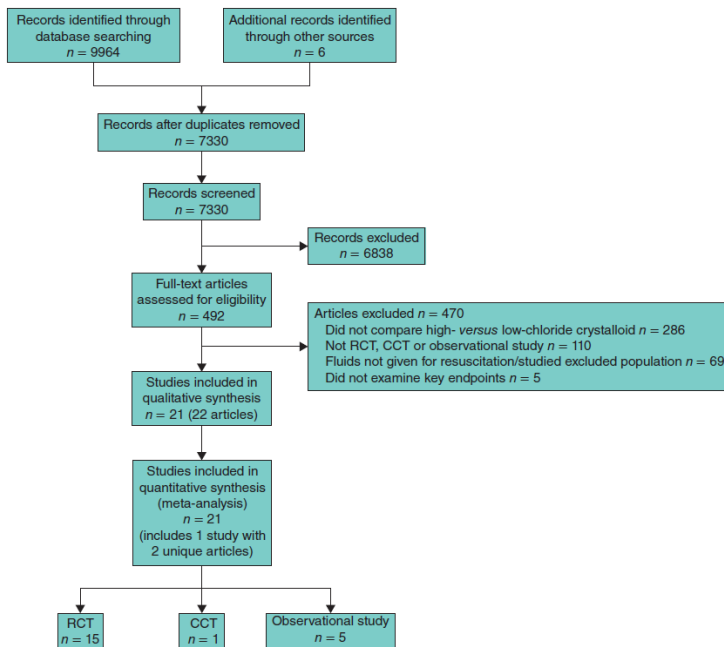 Records identified through
database searching
n = 9964
Additional records identified
through other sources
n = 6
Records after duplicates removed
n = 7330
Records screened
n = 7330
Records excluded
n = 6838
Full-text articles
assessed for eligibility
n = 492
Articles excluded n = 470
Did not compare high- versus low-chloride crystalloid n = 286
Not RCT, CCT or observational study n = 110
Fluids not given for resuscitation/studied excluded population n = 69
Did not examine key endpoints n = 5
Studies included in
qualitative synthesis
n = 21 (22 articles)
Studies included in
quantitative synthesis
(meta-analysis)
n = 21
(includes 1 study with
2 unique articles)
RCT
n = 15
CCT
n = 1
Observational study
n = 5